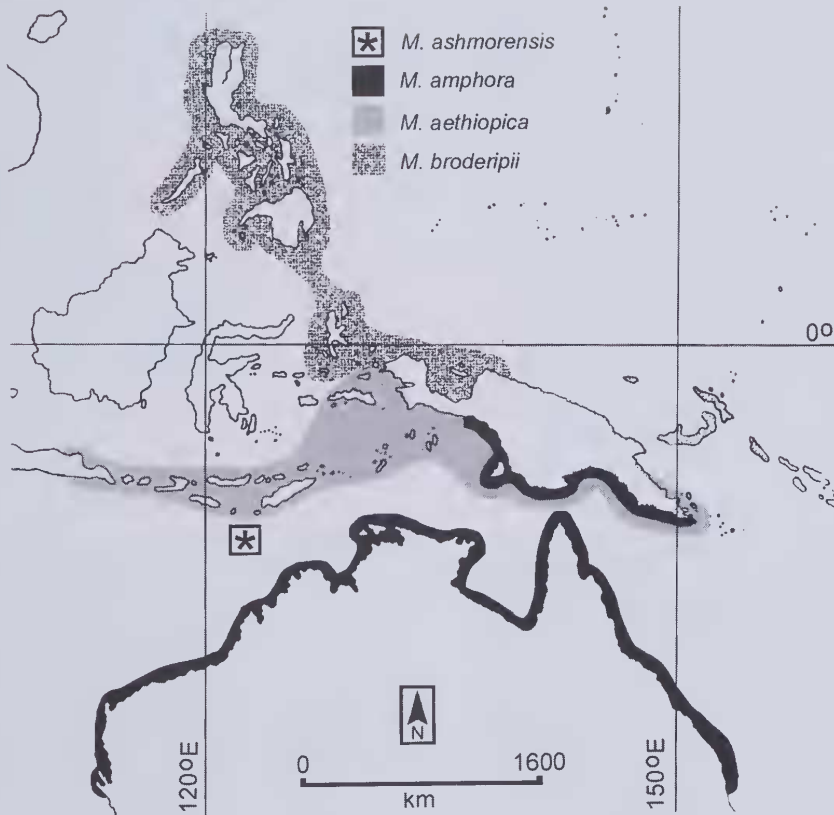 M. ashmorensis
M. amphora
M. aethiopica
M. broderipii
0°
120°E
150°E
N
0 1600
km